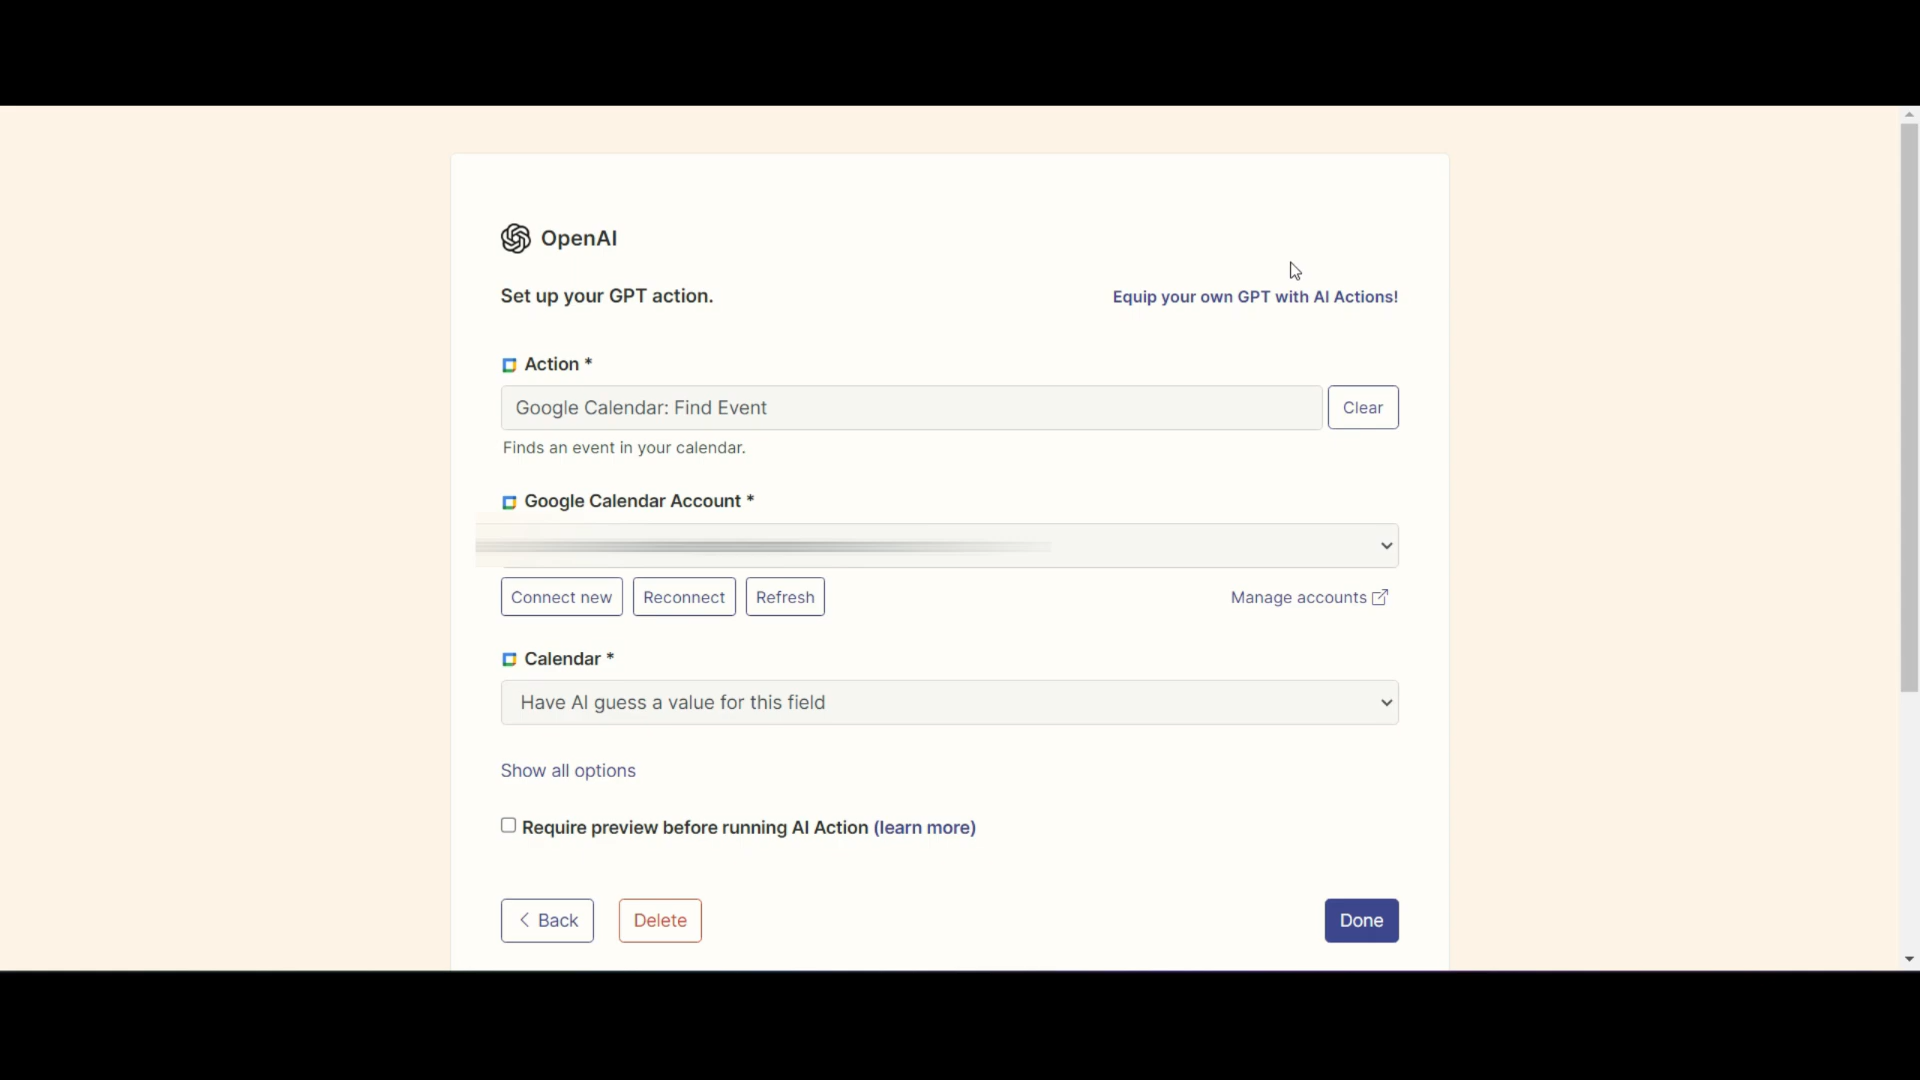 OpenAI
Set up your GPT action.
Equip your own GPT with AI Actions!
Action *
Google Calendar: Find Event
Clear
Finds an event in your calendar.
Google Calendar Account *
Connect new
Reconnect
Refresh
Manage accounts
Calendar *
Have AI guess a value for this field
Show all options
Require preview before running AI Action (learn more)
Back
Delete
Done